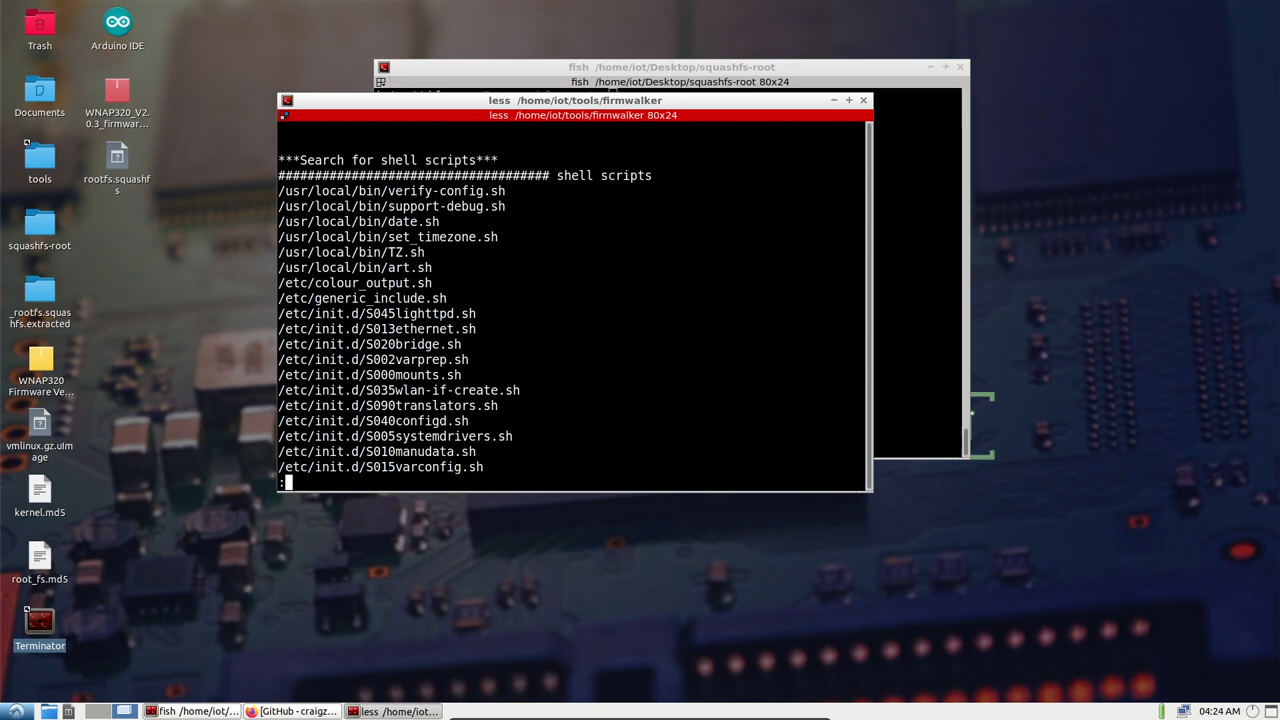 Trash
Arduino IDE
Documents
WNAP320_V2.
0.3_firmwar...
tools
rootfs.squashf
s
squashfs-root
_rootfs.squas
hfs.extracted
WNAP320
Firmware Ve...
vmlinux.gz.uIm
age
kernel.md5
root_fs.md5
Terminator
fish /home/iot/Desktop/squashfs-root
fish /home/iot/Desktop/squashfs-root 80x24
less /home/iot/tools/firmwalker
less /home/iot/tools/firmwalker 80x24
***Search for shell scripts***
##################################### shell scripts
/usr/local/bin/verify-config.sh
/usr/local/bin/support-debug.sh
/usr/local/bin/date.sh
/usr/local/bin/set_timezone.sh
/usr/local/bin/TZ.sh
/usr/local/bin/art.sh
/etc/colour_output.sh
/etc/generic_include.sh
/etc/init.d/S045lighttpd.sh
/etc/init.d/S013ethernet.sh
/etc/init.d/S020bridge.sh
/etc/init.d/S002varprep.sh
/etc/init.d/S000mounts.sh
/etc/init.d/S035wlan-if-create.sh
/etc/init.d/S090translators.sh
/etc/init.d/S040configd.sh
/etc/init.d/S005systemdrivers.sh
/etc/init.d/S010manudata.sh
/etc/init.d/S015varconfig.sh
:
fish /home/iot/...
[GitHub - craigz...
less /home/iot...
04:24 AM